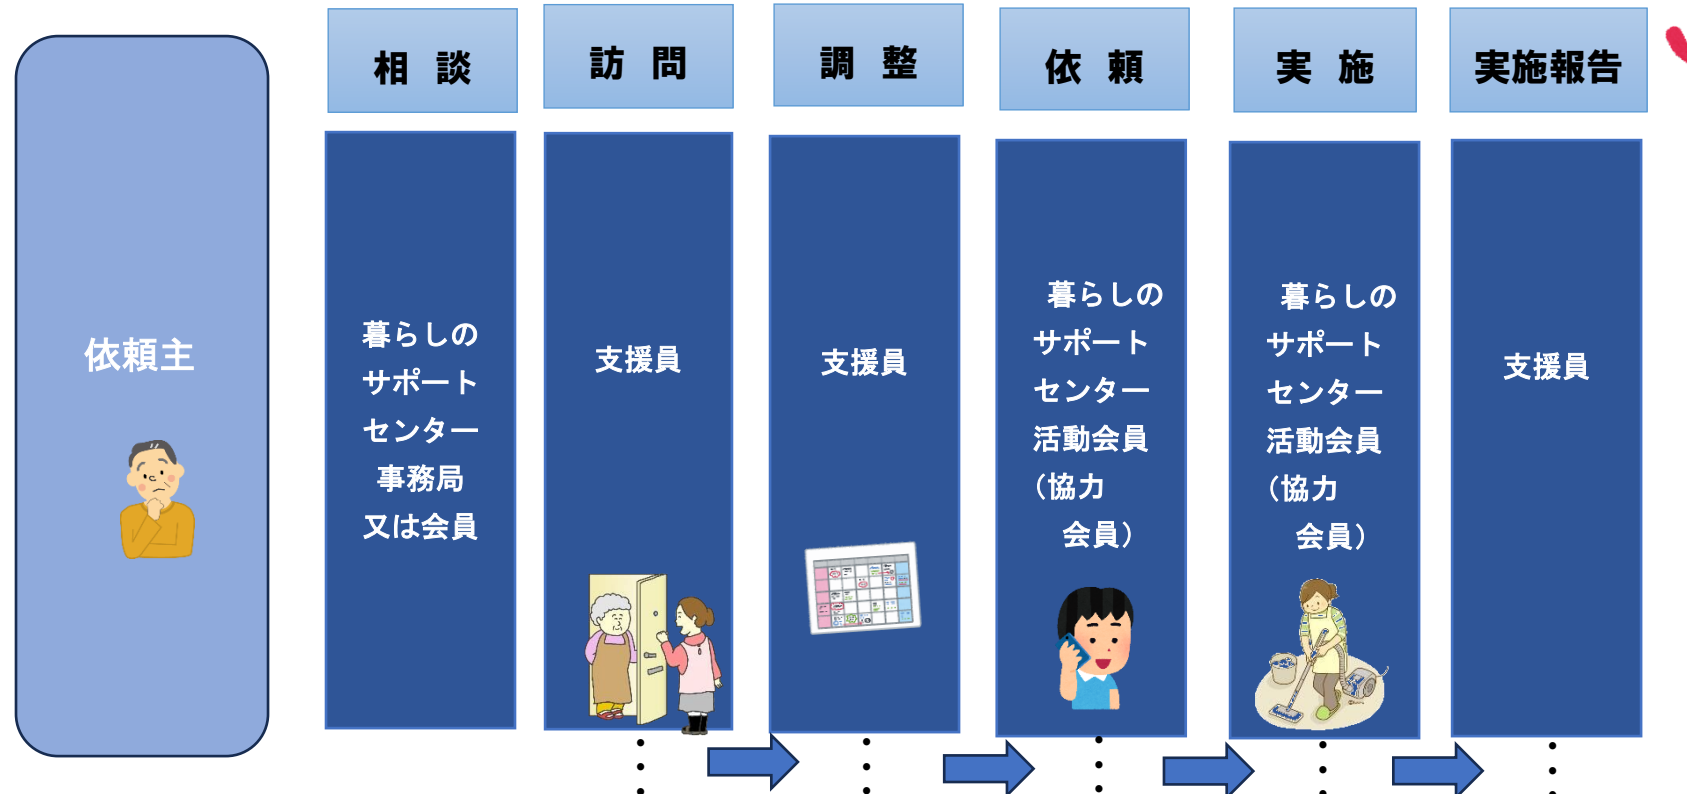 相 談
訪 問
調 整
依 頼
実 施
実施報告
依頼主
暮らしの
サポート
センター
事務局
又は会員
支援員
支援員
暮らしの
サポート
センター
活動会員
（協力
会員）
暮らしの
サポート
センター
活動会員
（協力
会員）
支援員